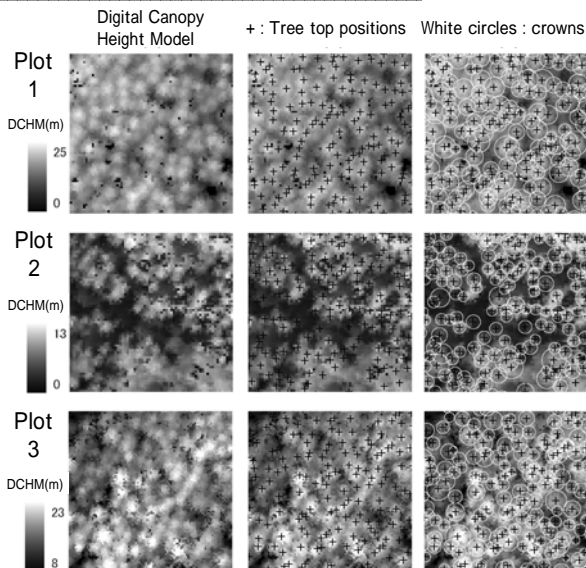 Digital Canopy
Height Model
+ : Tree top positions
White circles : crowns
Plot
1
DCHM(m)
25
0
Plot
2
DCHM(m)
13
0
Plot
3
DCHM(m)
23
8